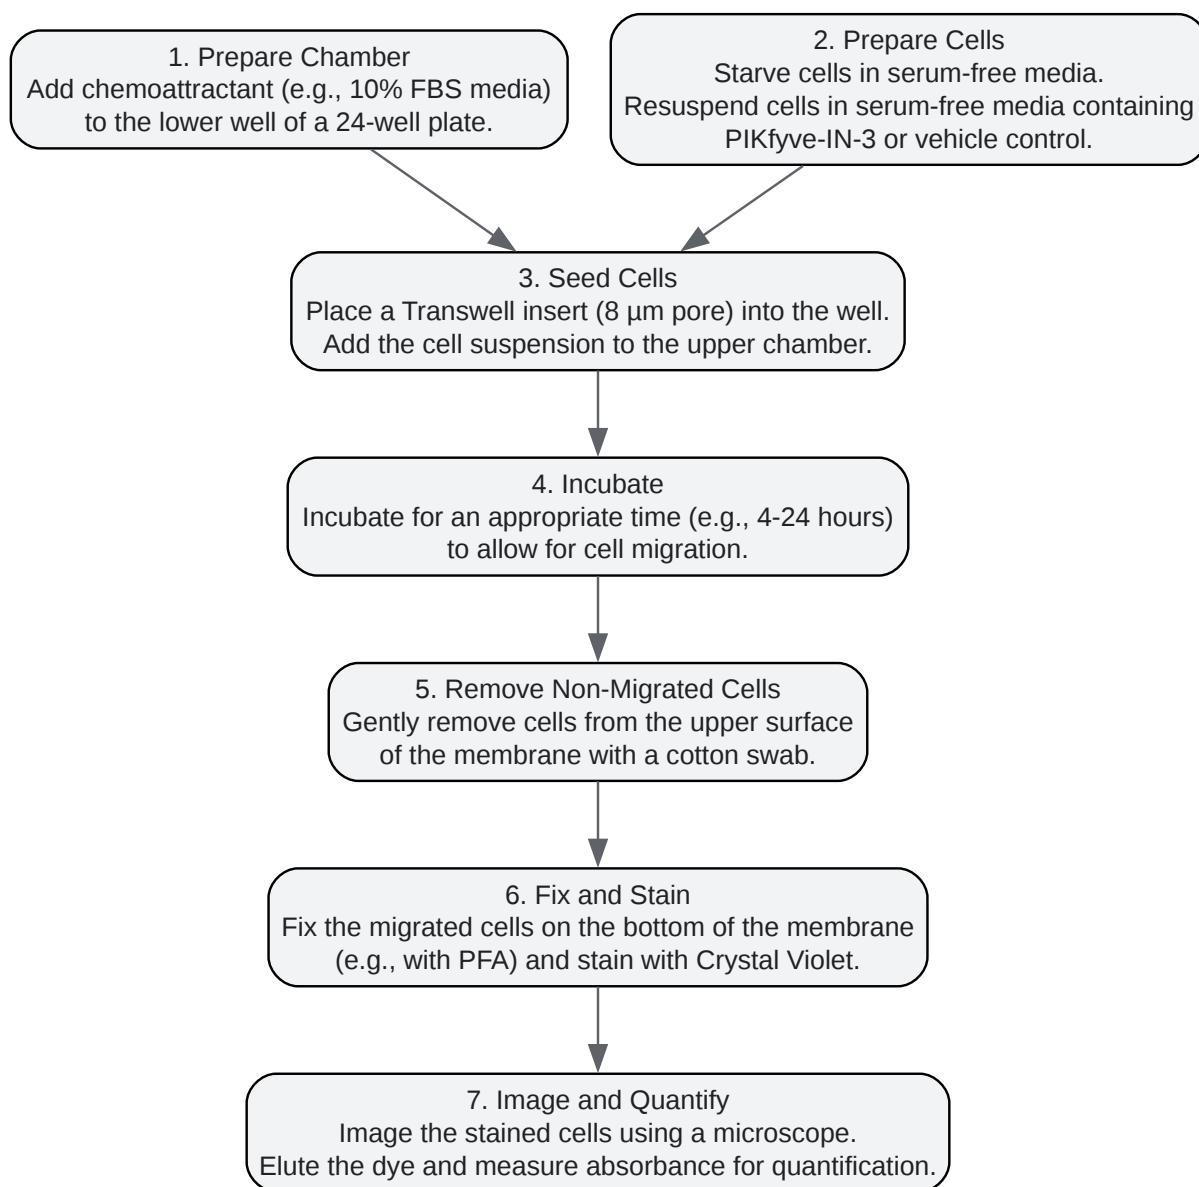 1. Prepare Chamber
Add chemoattractant (e.g., 10% FBS media)
to the lower well of a 24-well plate.
2. Prepare Cells
Starve cells in serum-free media.
Resuspend cells in serum-free media containing
PIKfyve-IN-3 or vehicle control.
3. Seed Cells
Place a Transwell insert (8 µm pore) into the well.
Add the cell suspension to the upper chamber.
4. Incubate
Incubate for an appropriate time (e.g., 4-24 hours)
to allow for cell migration.
5. Remove Non-Migrated Cells
Gently remove cells from the upper surface
of the membrane with a cotton swab.
6. Fix and Stain
Fix the migrated cells on the bottom of the membrane
(e.g., with PFA) and stain with Crystal Violet.
7. Image and Quantify
Image the stained cells using a microscope.
Elute the dye and measure absorbance for quantification.